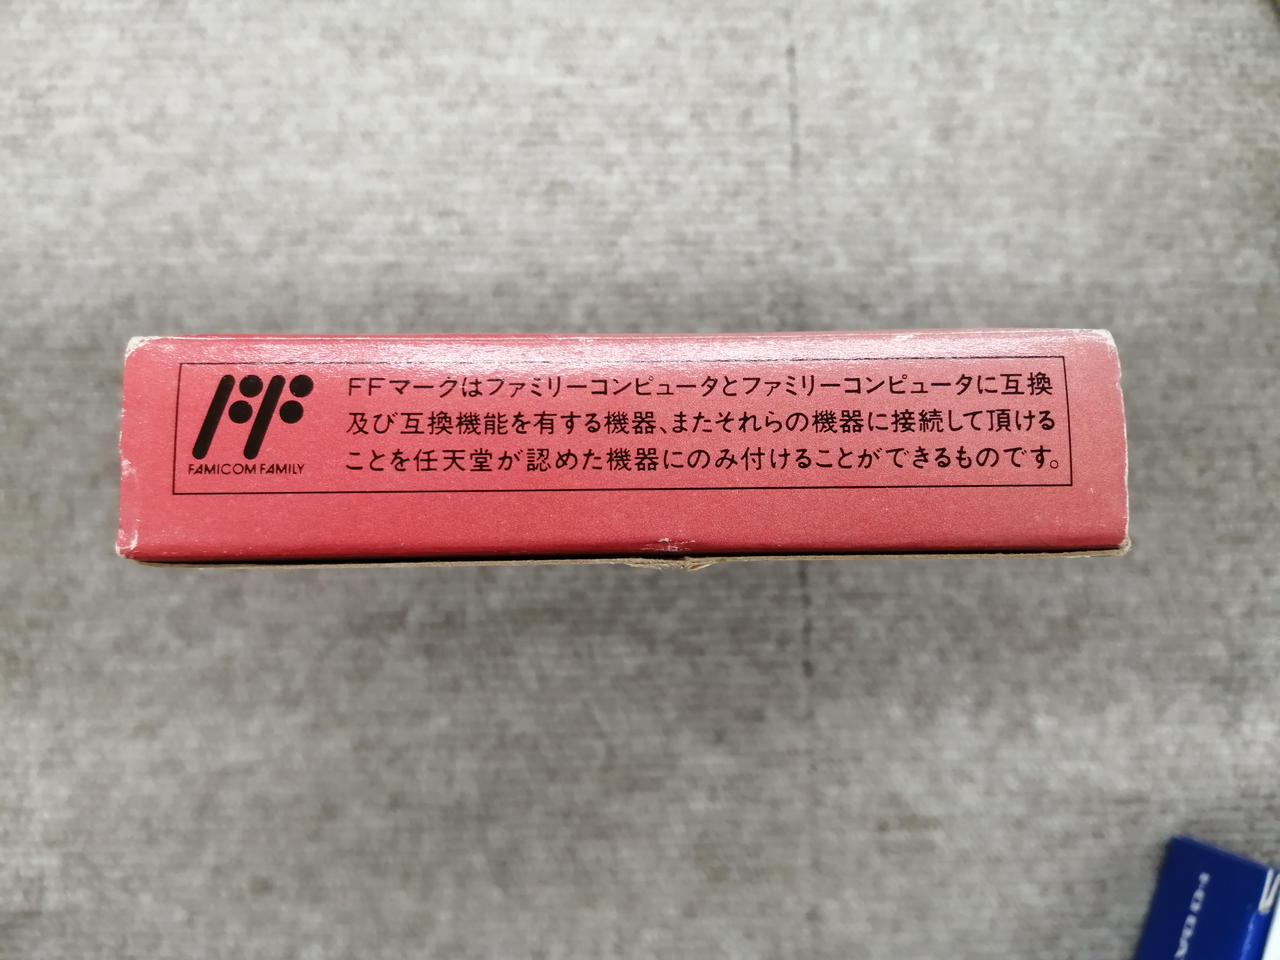 FFマークはファミリーコンピュータとファミリーコンピュータに互換
及び互換機能を有する機器、またそれらの機器に接続して頂ける
ことを任天堂が認めた機器にのみ付けることができるものです。
FAMICOM FAMILY